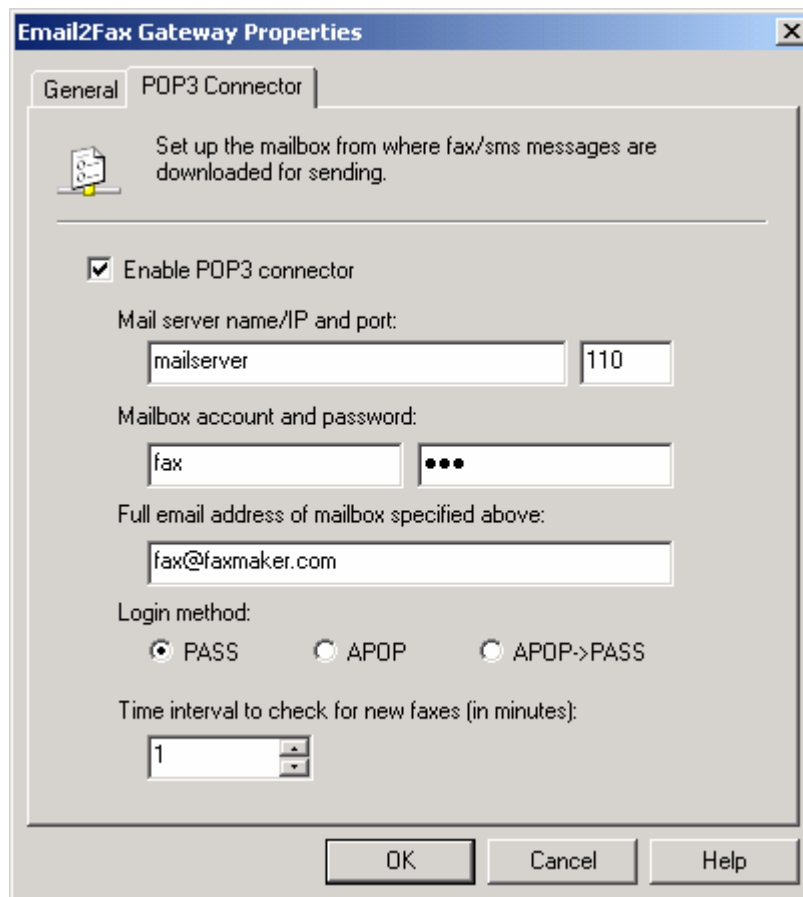 Email2Fax Gateway Properties
General POP3 Connector
Set up the mailbox from where fax/sms messages are
downloaded for sending.
Enable POP3 connector
Mail server name/IP and port:
mailserver 110
Mailbox account and password:
fax •••
Full email address of mailbox specified above:
fax@faxmaker.com
Login method:
PASS APOP APOP->PASS
Time interval to check for new faxes (in minutes):
1
OK Cancel Help